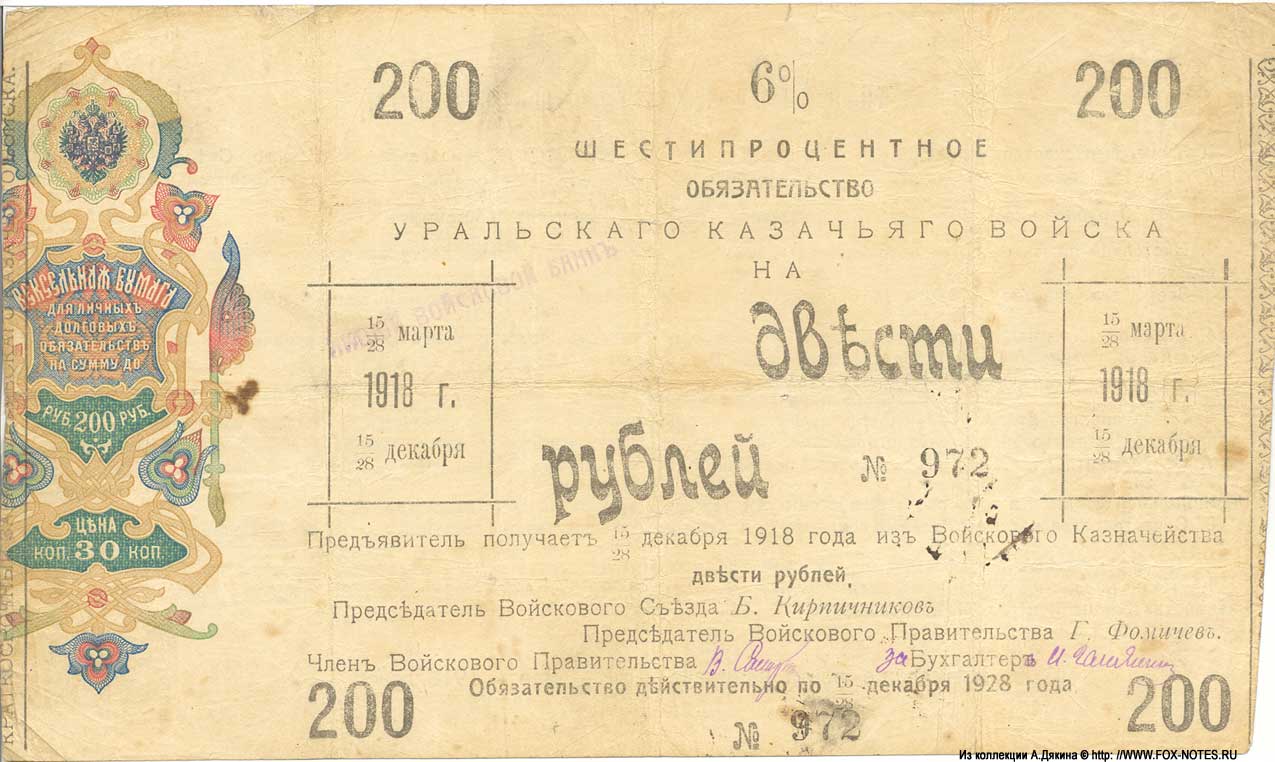 200
6%
200
ШЕСТИПРОЦЕНТНОЕ
ОБЯЗАТЕЛЬСТВО
УРАЛЬСКАГО КАЗАЧЬЯГО ВОЙСКА
НА
ВОЙСКОВОЙ БАНКЪ
двѣсти
рублей
№ 972
15/28 марта
1918 г.
15/28 декабря
15/28 марта
1918 г.
15/28 декабря
ВЕКСЕЛЬНАЯ БУМАГА
ДЛЯ ЛИЧНЫХЪ
ДОЛГОВЫХЪ
ОБЯЗАТЕЛЬСТВЪ
НА СУММУ ДО
РУБ. 200 РУБ.
ЦѢНА
КОП. 30 КОП.
Предъявитель получаетъ 15/28 декабря 1918 года изъ Войскового Казначейства
двѣсти рублей.
Предсѣдатель Войскового Съѣзда Б. Кирпичниковъ
Предсѣдатель Войскового Правительства Г. Фомичев.
Членъ Войскового Правительства
за Бухгалтеръ
Обязательство дѣйствительно по 15/28 декабря 1928 года
200
№ 972
200
Из коллекции А.Дякина © http: //WWW.FOX-NOTES.RU